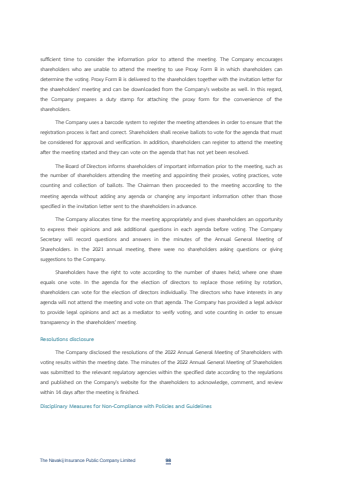 sufficient time to consider the information prior to attend the meeting. The Company encourages
shareholders who are unable to attend the meeting to use Proxy Form B in which shareholders can
determine the voting. Proxy Form B is delivered to the shareholders together with the invitation letter for
the shareholders' meeting and can be downloaded from the Company's website as well. In this regard,
the Company prepares a duty stamp for attaching the proxy form for the convenience of the
shareholders.
The Company uses a barcode system to register the meeting attendees in order to ensure that the
registration process is fast and correct. Shareholders shall receive ballots to vote for the agenda that must
be considered for approval and verification. In addition, shareholders can register to attend the meeting
after the meeting started and they can vote on the agenda that has not yet been resolved.
The Board of Directors informs shareholders of important information prior to the meeting, such as
the number of shareholders attending the meeting and appointing their proxies, voting practices, vote
counting and collection of ballots. The Chairman then proceeded to the meeting according to the
meeting agenda without adding any agenda or changing any important information other than those
specified in the invitation letter sent to the shareholders in advance.
The Company allocates time for the meeting appropriately and gives shareholders an opportunity
to express their opinions and ask additional questions in each agenda before voting. The Company
Secretary will record questions and answers in the minutes of the Annual General Meeting of
Shareholders. In the 2021 annual meeting, there were no shareholders asking questions or giving
suggestions to the Company.
Shareholders have the right to vote according to the number of shares held, where one share
equals one vote. In the agenda for the election of directors to replace those retiring by rotation,
shareholders can vote for the election of directors individually. The directors who have interests in any
agenda will not attend the meeting and vote on that agenda. The Company has provided a legal advisor
to provide legal opinions and act as a mediator to verify voting, and vote counting in order to ensure
transparency in the shareholders' meeting.
Resolutions disclosure
The Company disclosed the resolutions of the 2022 Annual General Meeting of Shareholders with
voting results within the meeting date. The minutes of the 2022 Annual General Meeting of Shareholders
was submitted to the relevant regulatory agencies within the specified date according to the regulations
and published on the Company's website for the shareholders to acknowledge, comment, and review
within 14 days after the meeting is finished.
Disciplinary Measures for Non-Compliance with Policies and Guidelines
The Navakij Insurance Public Company Limited